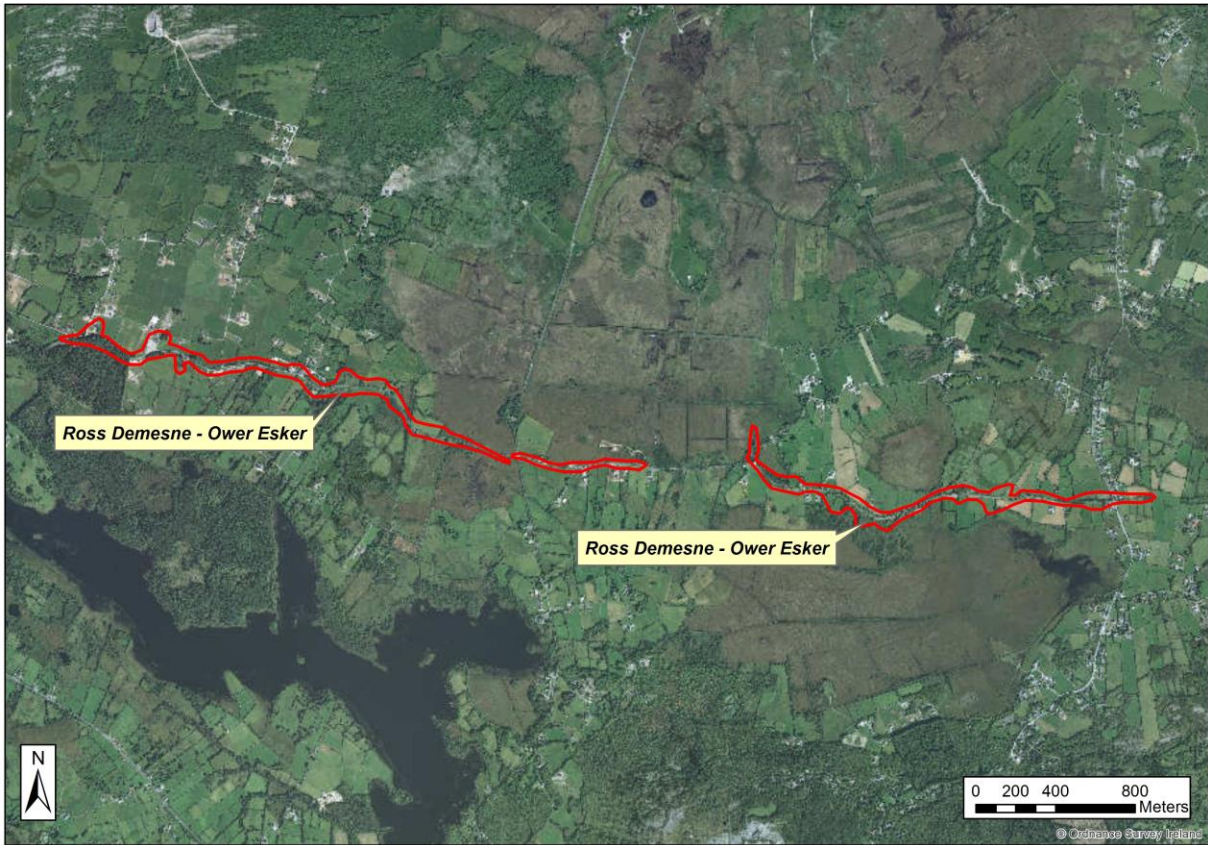 Ross Demesne - Ower Esker
Ross Demesne - Ower Esker
N
0 200 400 800
Meters
© Ordnance Survey Ireland